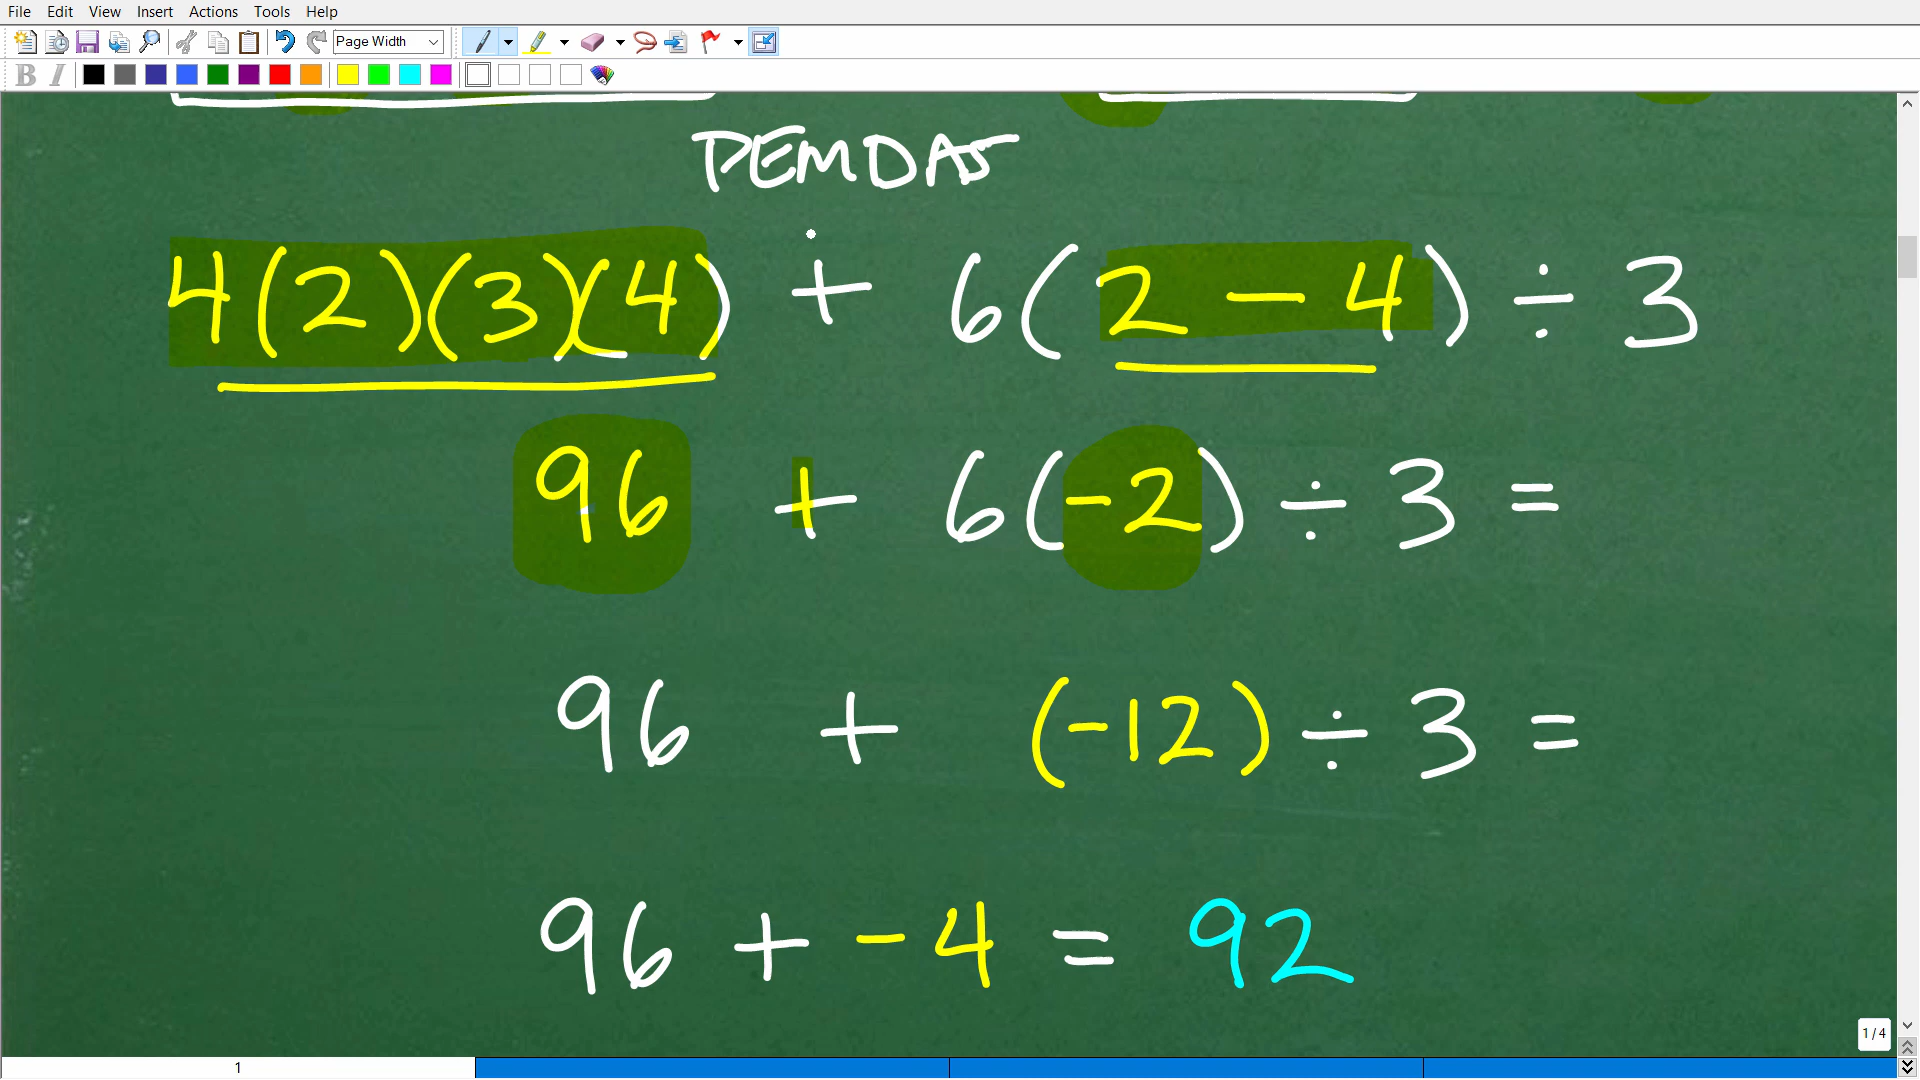 File Edit View Insert Actions Tools Help
Page Width
B I
PEMDAS
4(2)(3)(4) + 6(2 - 4) ÷ 3
96 + 6(-2) ÷ 3 =
96 + (-12) ÷ 3 =
96 + -4 = 92
1 / 4
1